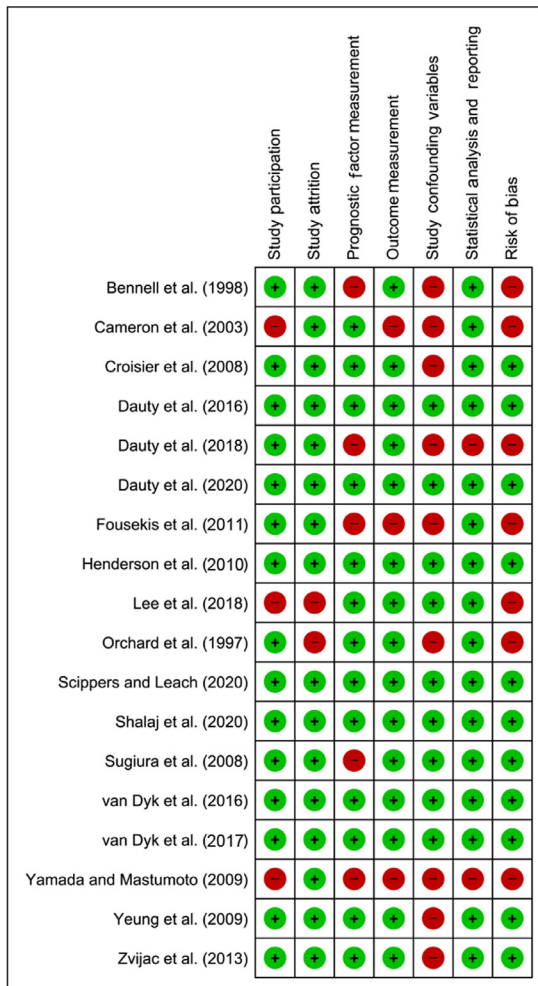 Study participation
Study attrition
Prognostic factor measurement
Outcome measurement
Study confounding variables
Statistical analysis and reporting
Risk of bias
Bennell et al. (1998) + + - + - + -
Cameron et al. (2003) - + + - - + -
Croisier et al. (2008) + + + + - + +
Dauty et al. (2016) + + + + + + +
Dauty et al. (2018) + + - + - - -
Dauty et al. (2020) + + + + + + +
Fousekis et al. (2011) + + - - - + -
Henderson et al. (2010) + + + + + + +
Lee et al. (2018) - - + + + + -
Orchard et al. (1997) + - + + - + -
Scippers and Leach (2020) + + + + + + +
Shalaj et al. (2020) + + + + + + +
Sugiura et al. (2008) + + - + + + +
van Dyk et al. (2016) + + + + + + +
van Dyk et al. (2017) + + + + + + +
Yamada and Mastumoto (2009) - + - - - - -
Yeung et al. (2009) + + + + - + +
Zvijac et al. (2013) + + + + - + +